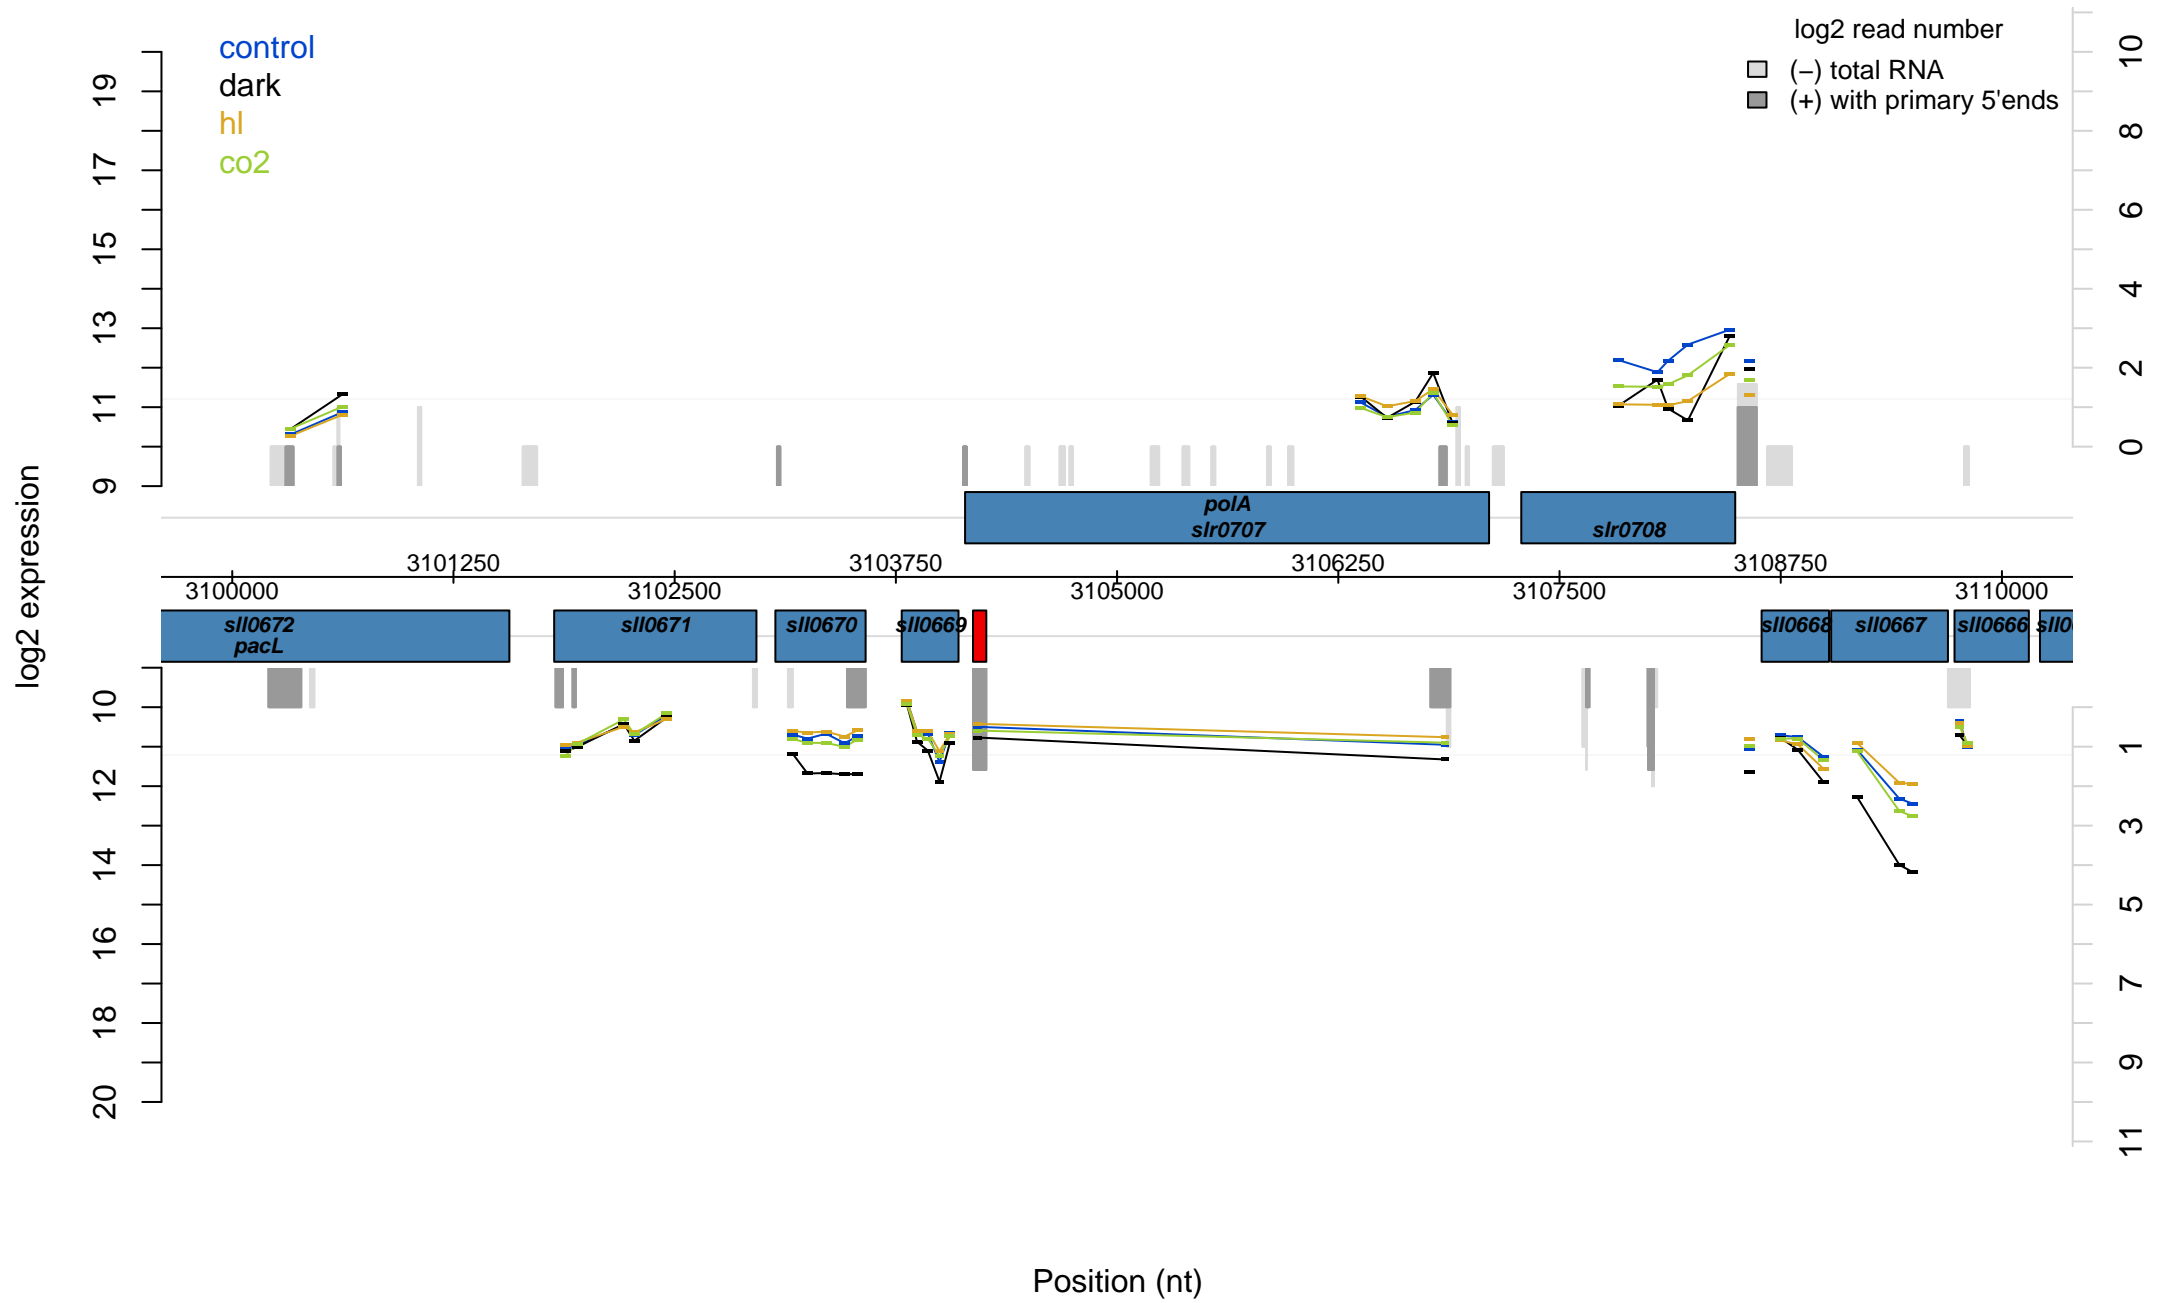 control
dark
hl
co2
log2 read number
(−) total RNA
(+) with primary 5'ends
19
17
15
13
11
9
10
8
6
4
2
0
log2 expression
polA
slr0707
slr0708
3101250
3103750
3106250
3108750
3100000
3102500
3105000
3107500
3110000
sll0672
pacL
sll0671
sll0670
sll0669
sll0668
sll0667
sll0666
sll0
10
12
14
16
18
20
1
3
5
7
9
11
Position (nt)